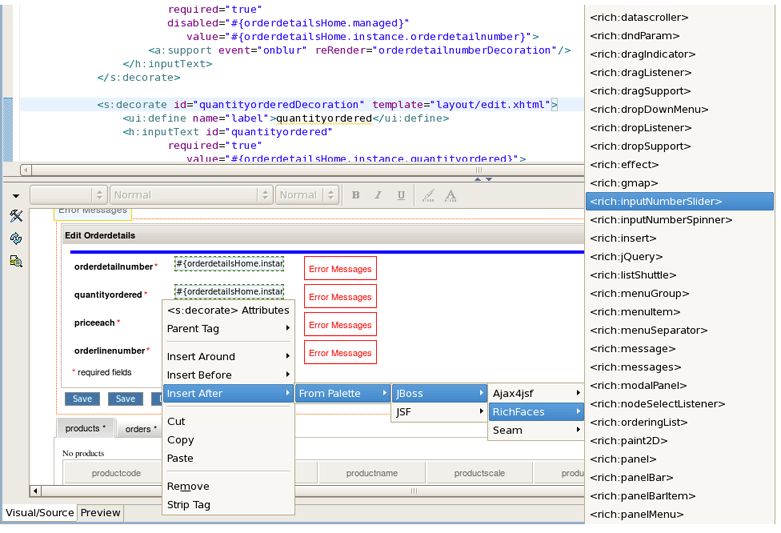 required="true"
disabled="#{orderdetailsHome.managed}"
value="#{orderdetailsHome.instance.orderdetailnumber}">
<a:support event="onblur" reRender="orderdetailnumberDecoration"/>
</h:inputText>
</s:decorate>
<s:decorate id="quantityorderedDecoration" template="layout/edit.xhtml">
<ui:define name="label">quantityordered</ui:define>
<h:inputText id="quantityordered"
required="true"
value="#{orderdetailsHome.instance.quantityordered}">
Normal Normal B I U A
Error Messages
Edit Orderdetails
orderdetailnumber* #{orderdetailsHome.instar Error Messages
quantityordered* #{orderdetailsHome.instar Error Messages
priceeach* Error Messages
orderlinenumber* Error Messages
* required fields
Save Save
products * orders *
No products
productcode productname productscale produ
Visual/Source Preview
<s:decorate> Attributes
Parent Tag
Insert Around
Insert Before
Insert After
Cut
Copy
Paste
Remove
Strip Tag
From Palette
JBoss
JSF
Ajax4jsf
RichFaces
Seam
<rich:datascroller>
<rich:dndParam>
<rich:dragIndicator>
<rich:dragListener>
<rich:dragSupport>
<rich:dropDownMenu>
<rich:dropListener>
<rich:dropSupport>
<rich:effect>
<rich:gmap>
<rich:inputNumberSlider>
<rich:inputNumberSpinner>
<rich:insert>
<rich:jQuery>
<rich:listShuttle>
<rich:menuGroup>
<rich:menuItem>
<rich:menuSeparator>
<rich:message>
<rich:messages>
<rich:modalPanel>
<rich:nodeSelectListener>
<rich:orderingList>
<rich:paint2D>
<rich:panel>
<rich:panelBar>
<rich:panelBarItem>
<rich:panelMenu>